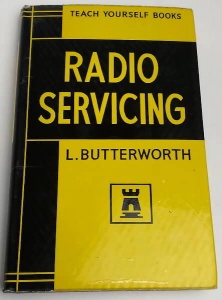 TEACH YOURSELF BOOKS
RADIO
SERVICING
L. BUTTERWORTH